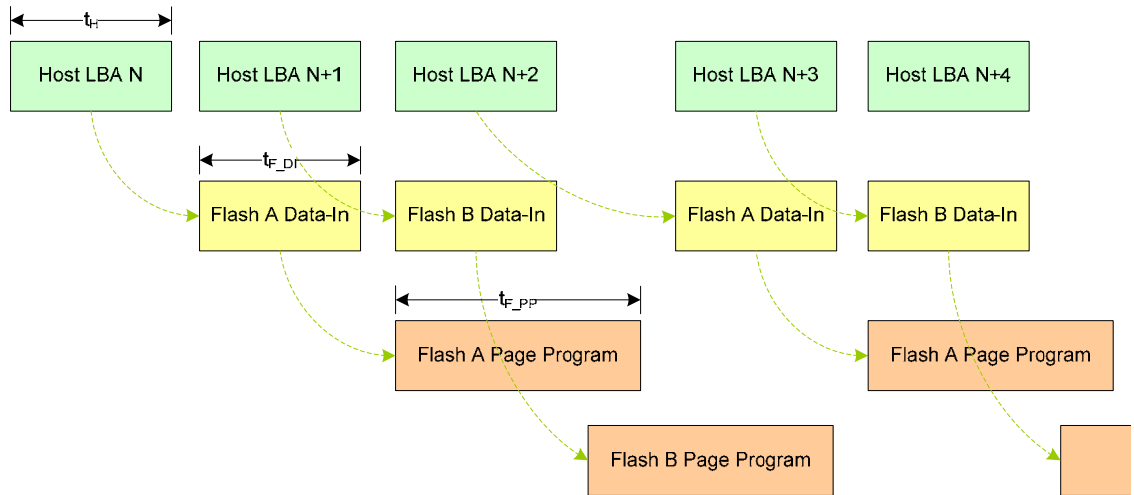 tH
Host LBA N
Host LBA N+1
Host LBA N+2
Host LBA N+3
Host LBA N+4
tF_DI
Flash A Data-In
Flash B Data-In
Flash A Data-In
Flash B Data-In
tF_PP
Flash A Page Program
Flash A Page Program
Flash B Page Program